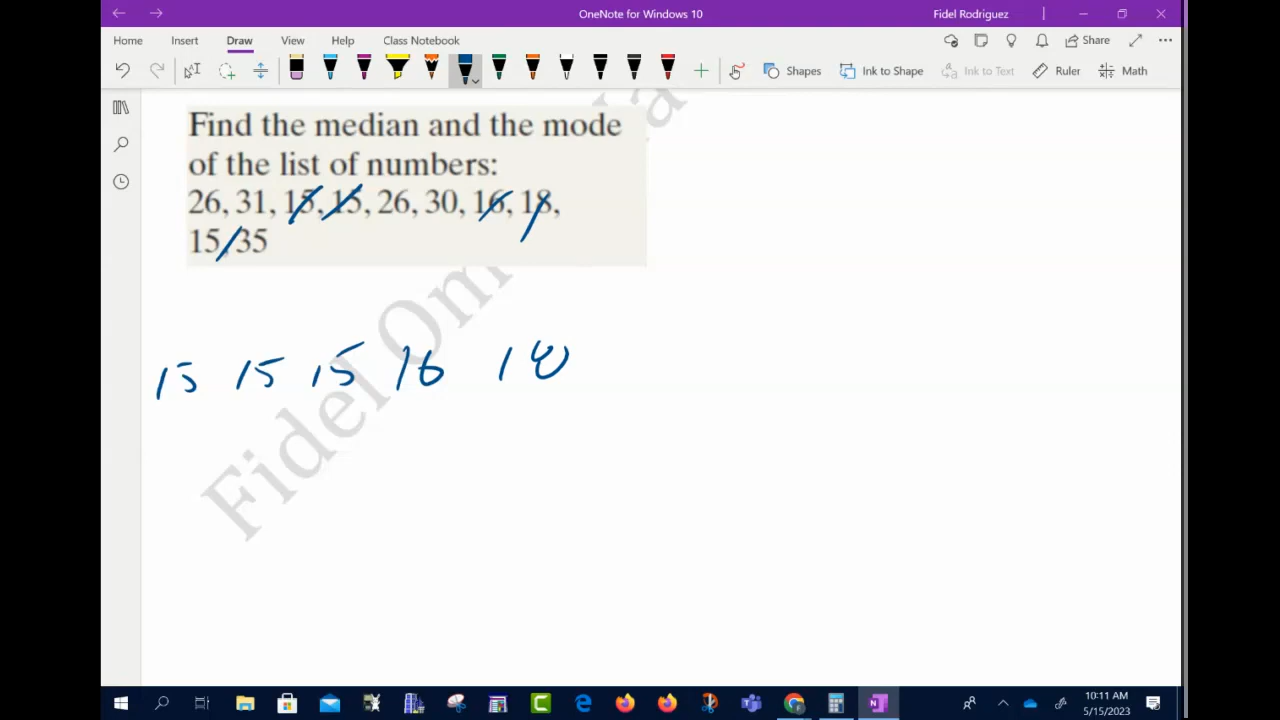 OneNote for Windows 10
Fidel Rodriguez
Home Insert Draw View Help Class Notebook
Share
Shapes Ink to Shape Ink to Text Ruler Math
Find the median and the mode
of the list of numbers:
26, 31, 15, 15, 26, 30, 16, 18,
15, 35
15 15 15 16 18
10:11 AM
5/15/2023